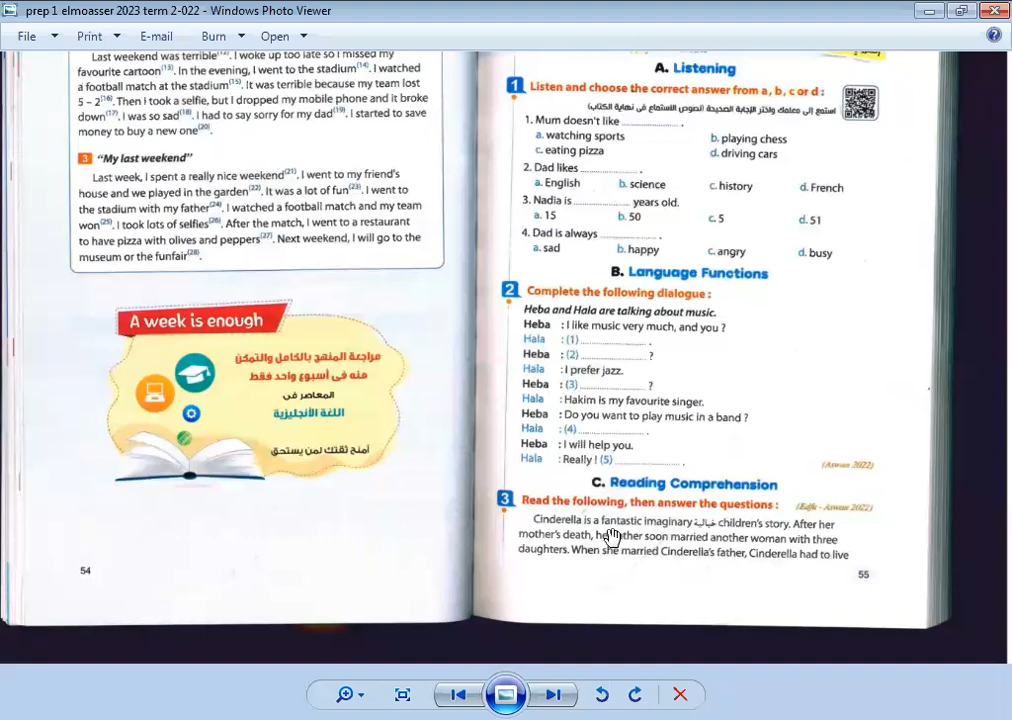 prep 1 elmoasser 2023 term 2-022 - Windows Photo Viewer
File Print E-mail Burn Open
Last weekend was terrible(12). I woke up too late so I missed my
favourite cartoon(13). In the evening, I went to the stadium(14). I watched
a football match at the stadium(15). It was terrible because my team lost
5 – 2(16). Then I took a selfie, but I dropped my mobile phone and it broke
down(17). I was so sad(18). I had to say sorry for my dad(19). I started to save
money to buy a new one(20).
3 "My last weekend"
Last week, I spent a really nice weekend(21). I went to my friend's
house and we played in the garden(22). It was a lot of fun(23). I went to
the stadium with my father(24). I watched a football match and my team
won(25). I took lots of selfies(26). After the match, I went to a restaurant
to have pizza with olives and peppers(27). Next weekend, I will go to the
museum or the funfair(28).
A week is enough
مراجعة المنهج بالكامل والتمكن
منه فى أسبوع واحد فقط
المعاصر فى
اللغة الأنجليزية
أمنح ثقتك لمن يستحق
54
A. Listening
1 Listen and choose the correct answer from a, b, c or d :
استمع إلى معلمك واختر الإجابة الصحيحة (نصوص الاستماع فى نهاية الكتاب)
1. Mum doesn't like .............. .
a. watching sports b. playing chess
c. eating pizza d. driving cars
2. Dad likes .............. .
a. English b. science c. history d. French
3. Nadia is .............. years old.
a. 15 b. 50 c. 5 d. 51
4. Dad is always .............. .
a. sad b. happy c. angry d. busy
B. Language Functions
2 Complete the following dialogue :
Heba and Hala are talking about music.
Heba : I like music very much, and you ?
Hala : (1) .............. .
Heba : (2) .............. ?
Hala : I prefer jazz.
Heba : (3) .............. ?
Hala : Hakim is my favourite singer.
Heba : Do you want to play music in a band ?
Hala : (4) .............. .
Heba : I will help you.
Hala : Really ! (5) .............. .
(Aswan 2022)
C. Reading Comprehension
3 Read the following, then answer the questions : (Edfu - Aswan 2022)
Cinderella is a fantastic imaginary خيالية children's story. After her
mother's death, her father soon married another woman with three
daughters. When she married Cinderella's father, Cinderella had to live
55